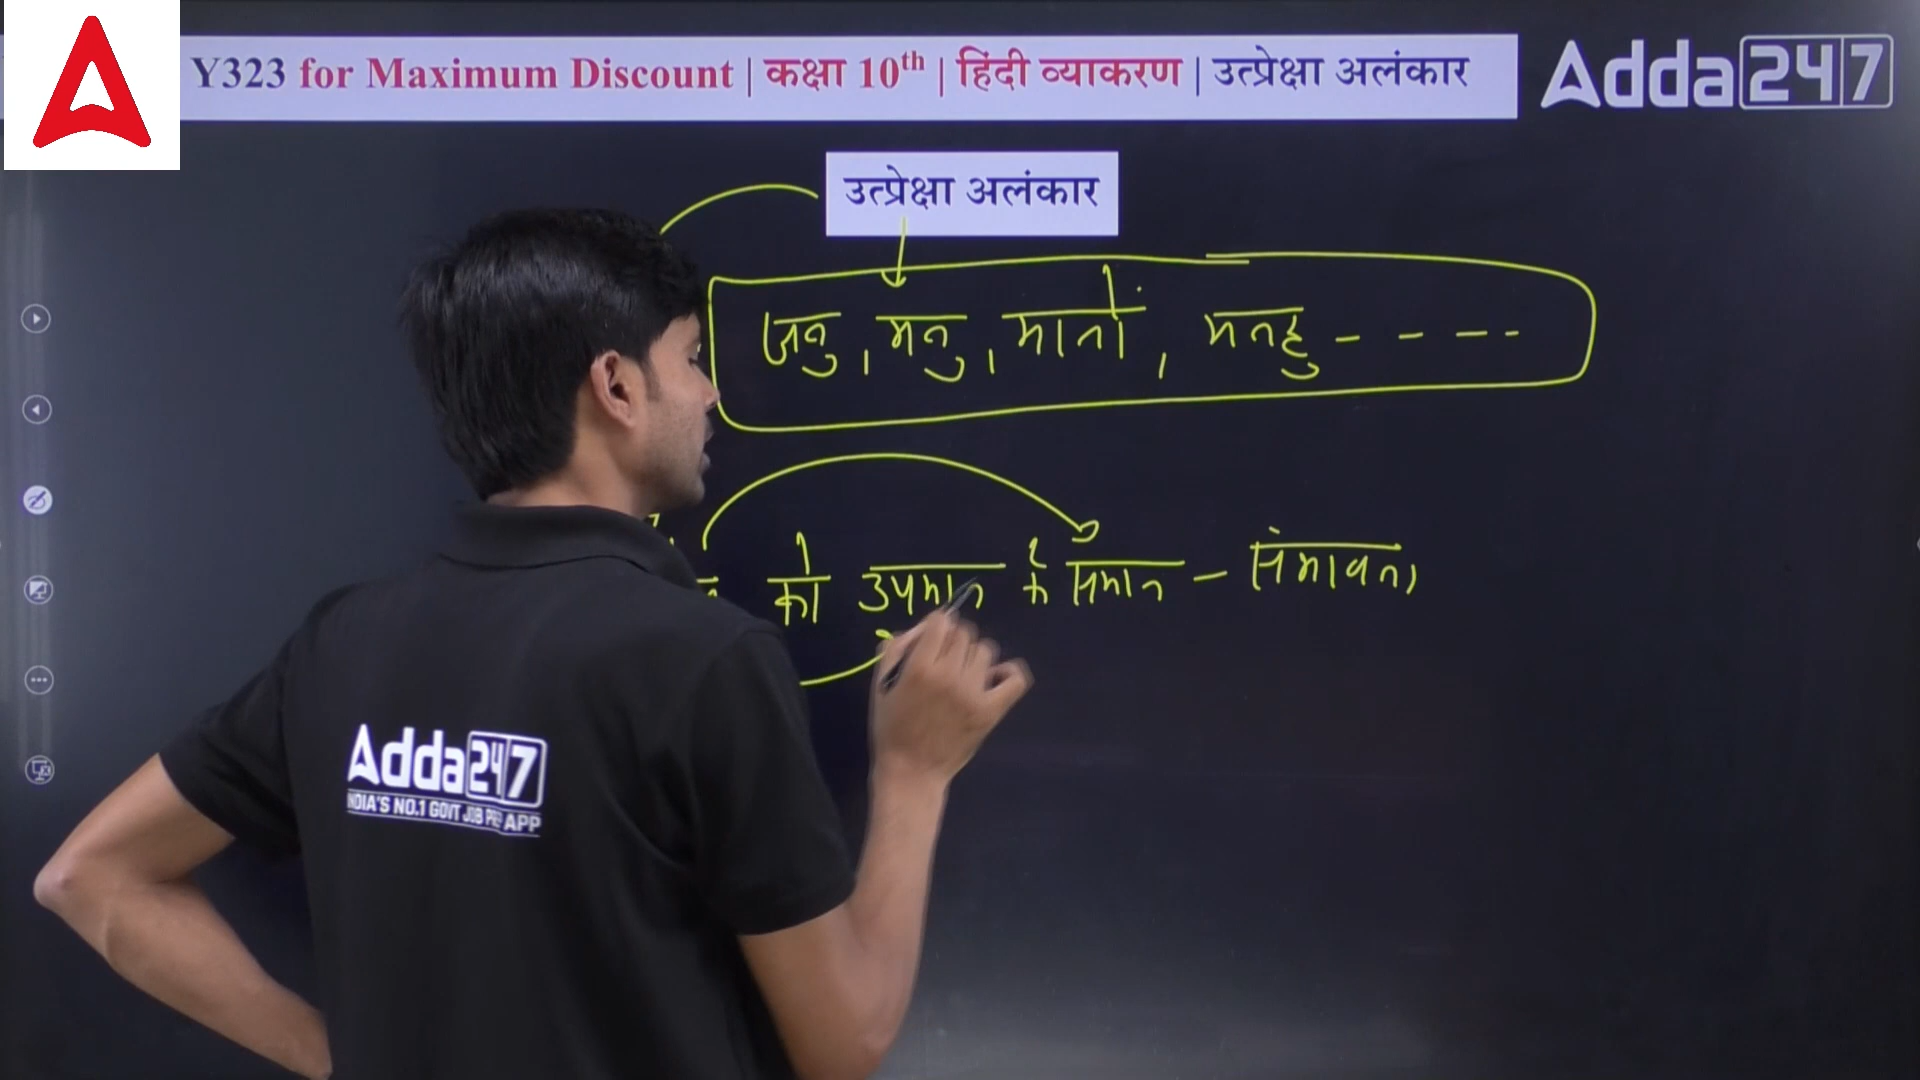 Y323 for Maximum Discount | कक्षा 10th | हिंदी व्याकरण | उत्प्रेक्षा अलंकार
Adda247
उत्प्रेक्षा अलंकार
जनु, मनु, मानों, मनहु - - - -
को उपमान के समान - संभावना
Adda247
INDIA'S NO.1 GOVT JOB PREP APP